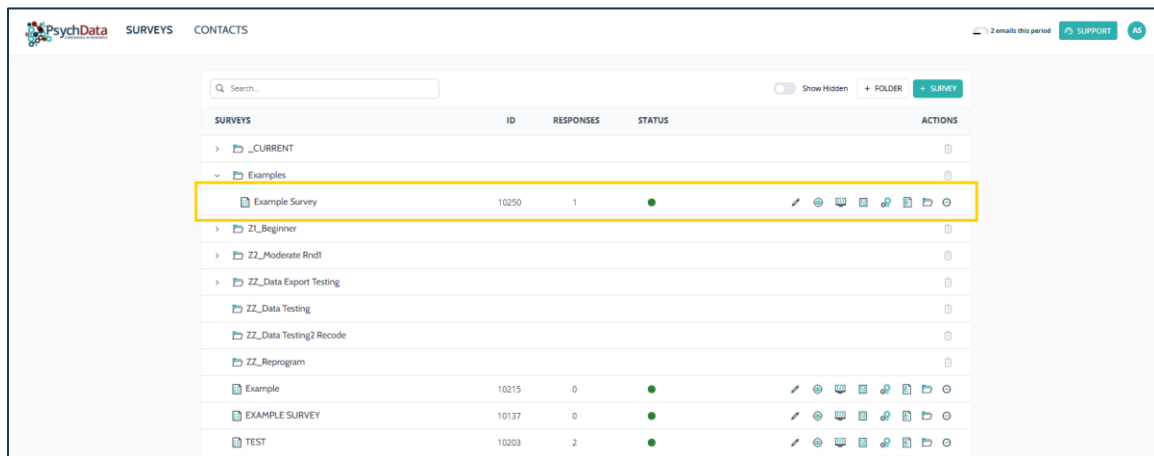 PsychData SURVEYS CONTACTS 2 emails this period SUPPORT AS
Search... Show Hidden + FOLDER + SURVEY
SURVEYS ID RESPONSES STATUS ACTIONS
_CURRENT
Examples
Example Survey 10250 1
Z1_Beginner
Z2_Moderate Rnd1
ZZ_Data Export Testing
ZZ_Data Testing
ZZ_Data Testing2 Recode
ZZ_Reprogram
Example 10215 0
EXAMPLE SURVEY 10137 0
TEST 10203 2